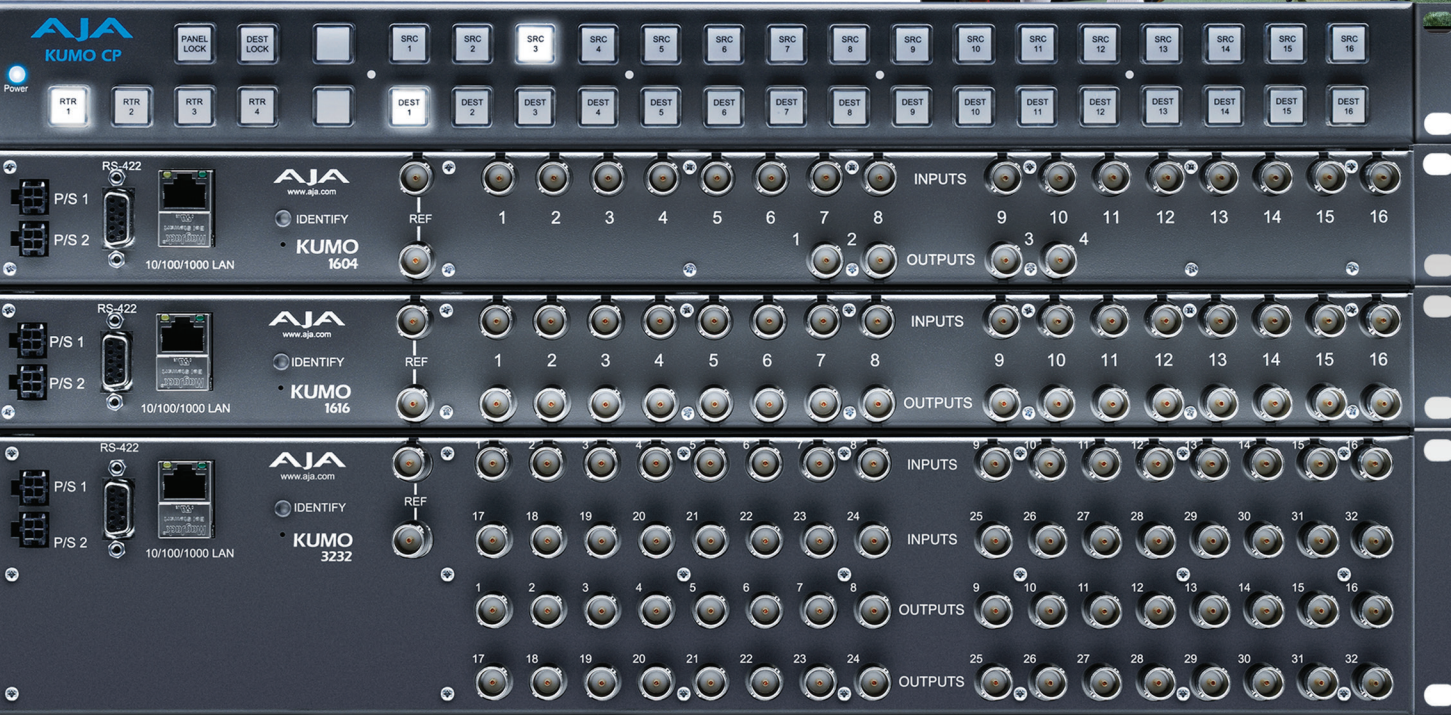 AJA
KUMO CP
Power
PANEL LOCK
DEST LOCK
SRC 1
SRC 2
SRC 3
SRC 4
SRC 5
SRC 6
SRC 7
SRC 8
SRC 9
SRC 10
SRC 11
SRC 12
SRC 13
SRC 14
SRC 15
SRC 16
RTR 1
RTR 2
RTR 3
RTR 4
DEST 1
DEST 2
DEST 3
DEST 4
DEST 5
DEST 6
DEST 7
DEST 8
DEST 9
DEST 10
DEST 11
DEST 12
DEST 13
DEST 14
DEST 15
DEST 16
P/S 1
P/S 2
RS-422
10/100/1000 LAN
AJA
www.aja.com
IDENTIFY
KUMO
1604
REF
INPUTS
1 2 3 4 5 6 7 8 9 10 11 12 13 14 15 16
1 2 OUTPUTS 3 4
P/S 1
P/S 2
RS-422
10/100/1000 LAN
AJA
www.aja.com
IDENTIFY
KUMO
1616
REF
INPUTS
1 2 3 4 5 6 7 8 9 10 11 12 13 14 15 16
OUTPUTS
P/S 1
P/S 2
RS-422
10/100/1000 LAN
AJA
www.aja.com
IDENTIFY
KUMO
3232
REF
1 2 3 4 5 6 7 8 9 10 11 12 13 14 15 16
INPUTS
17 18 19 20 21 22 23 24 25 26 27 28 29 30 31 32
INPUTS
1 2 3 4 5 6 7 8 9 10 11 12 13 14 15 16
OUTPUTS
17 18 19 20 21 22 23 24 25 26 27 28 29 30 31 32
OUTPUTS